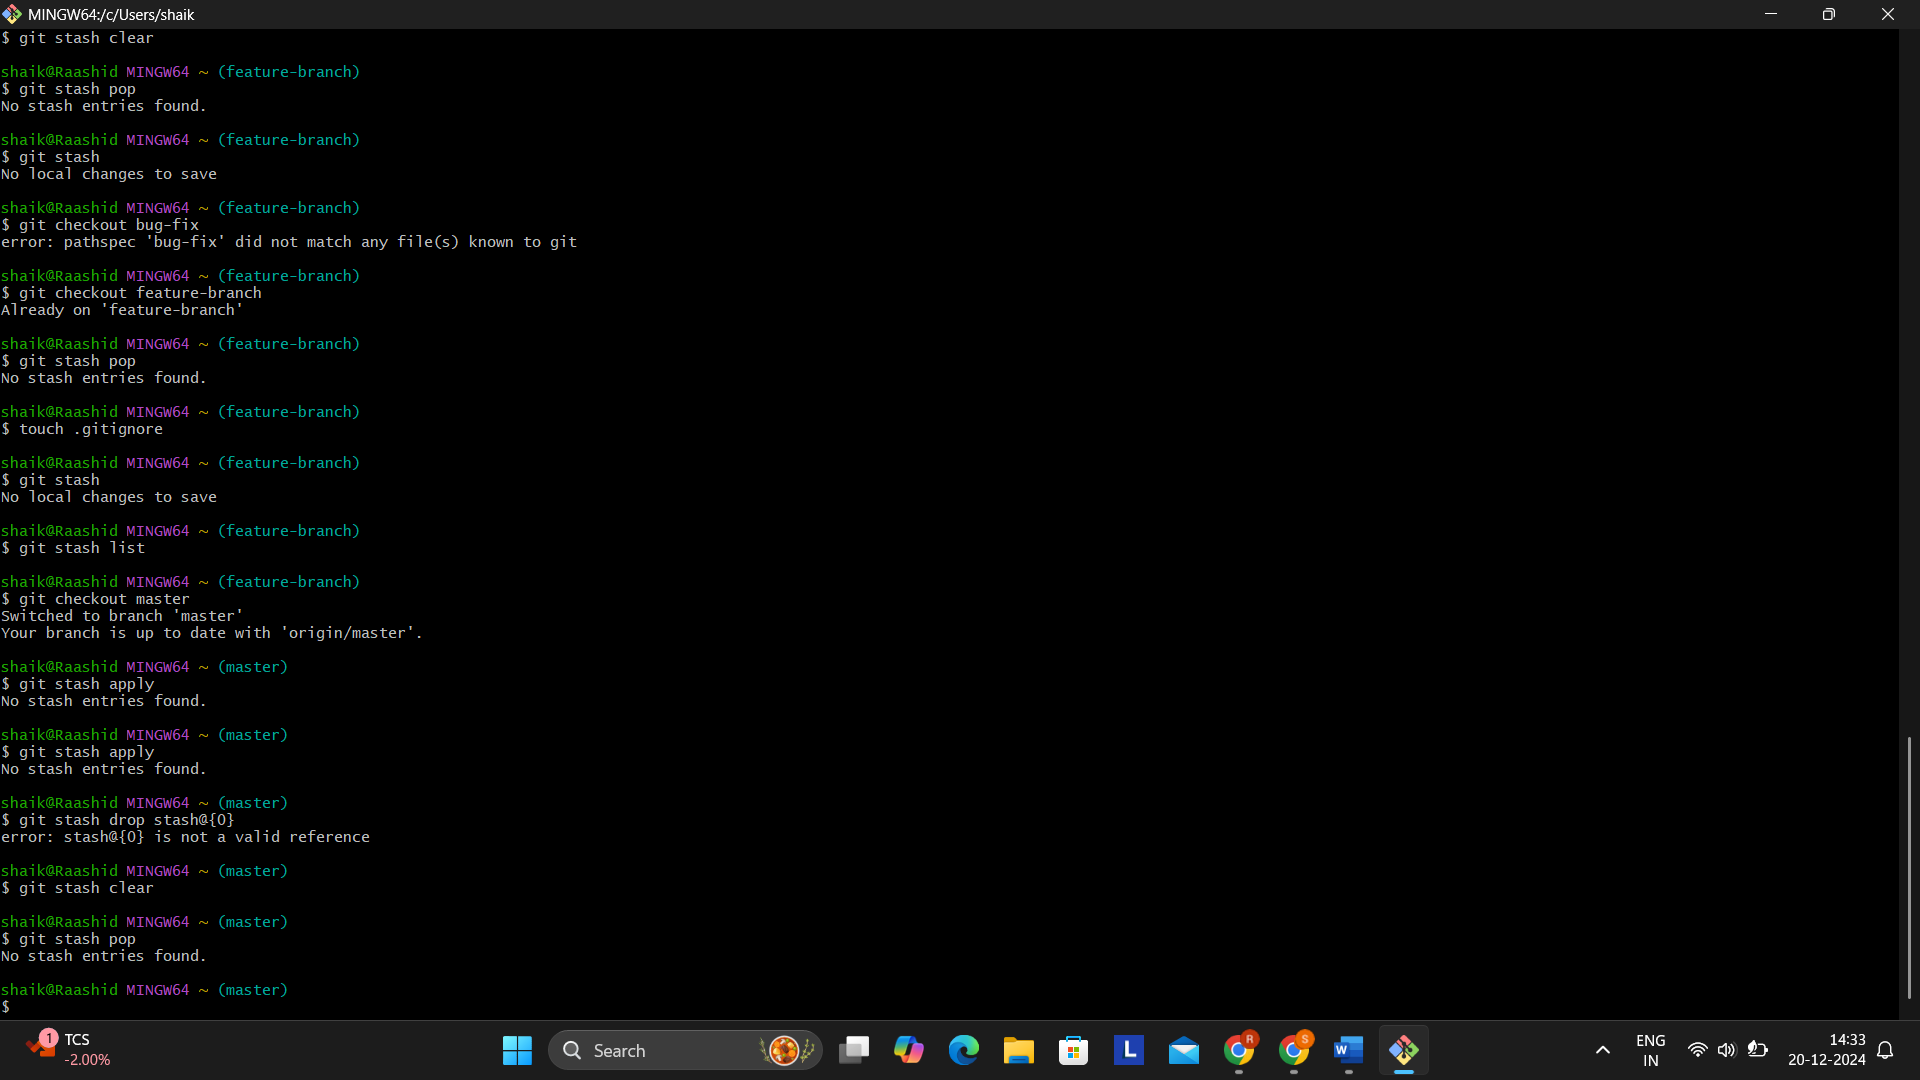 MINGW64:/c/Users/shaik
$ git stash clear
shaik@Raashid MINGW64 ~ (feature-branch)
$ git stash pop
No stash entries found.
shaik@Raashid MINGW64 ~ (feature-branch)
$ git stash
No local changes to save
shaik@Raashid MINGW64 ~ (feature-branch)
$ git checkout bug-fix
error: pathspec 'bug-fix' did not match any file(s) known to git
shaik@Raashid MINGW64 ~ (feature-branch)
$ git checkout feature-branch
Already on 'feature-branch'
shaik@Raashid MINGW64 ~ (feature-branch)
$ git stash pop
No stash entries found.
shaik@Raashid MINGW64 ~ (feature-branch)
$ touch .gitignore
shaik@Raashid MINGW64 ~ (feature-branch)
$ git stash
No local changes to save
shaik@Raashid MINGW64 ~ (feature-branch)
$ git stash list
shaik@Raashid MINGW64 ~ (feature-branch)
$ git checkout master
Switched to branch 'master'
Your branch is up to date with 'origin/master'.
shaik@Raashid MINGW64 ~ (master)
$ git stash apply
No stash entries found.
shaik@Raashid MINGW64 ~ (master)
$ git stash apply
No stash entries found.
shaik@Raashid MINGW64 ~ (master)
$ git stash drop stash@{0}
error: stash@{0} is not a valid reference
shaik@Raashid MINGW64 ~ (master)
$ git stash clear
shaik@Raashid MINGW64 ~ (master)
$ git stash pop
No stash entries found.
shaik@Raashid MINGW64 ~ (master)
$
1 TCS
-2.00%
Search
L
R
S
W
ENG
IN
14:33
20-12-2024